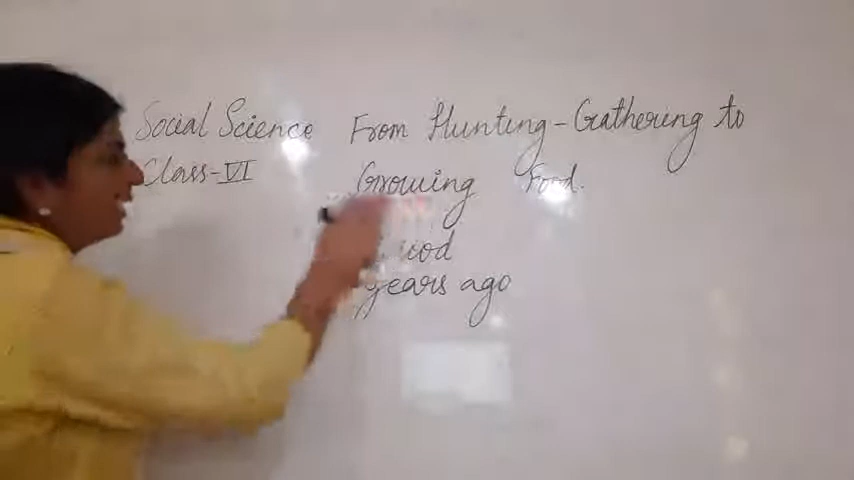 Social Science
Class-VI
From Hunting-Gathering to
Growing Food.
years ago